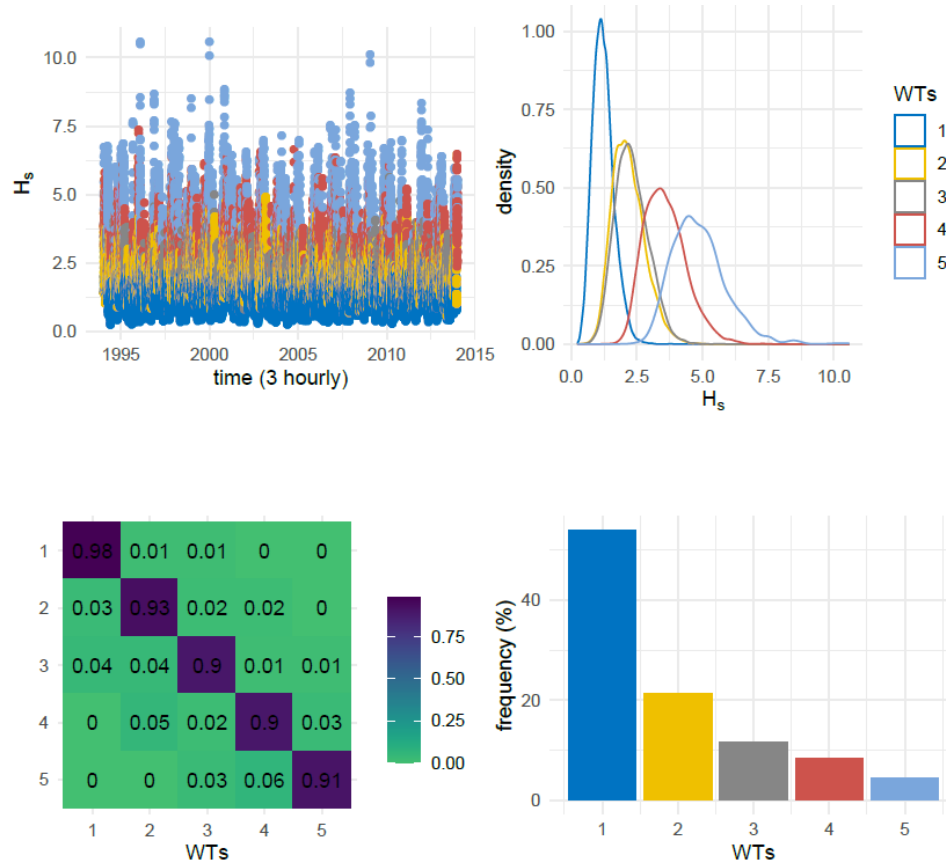 10.0
7.5
5.0
2.5
0.0
Hs
1995 2000 2005 2010 2015
time (3 hourly)
1.00
0.75
0.50
0.25
0.00
density
0.0 2.5 5.0 7.5 10.0
Hs
WTs
1
2
3
4
5
1 0.98 0.01 0.01 0 0
2 0.03 0.93 0.02 0.02 0
3 0.04 0.04 0.9 0.01 0.01
4 0 0.05 0.02 0.9 0.03
5 0 0 0.03 0.06 0.91
1 2 3 4 5
WTs
0.75
0.50
0.25
0.00
40
20
0
frequency (%)
1 2 3 4 5
WTs